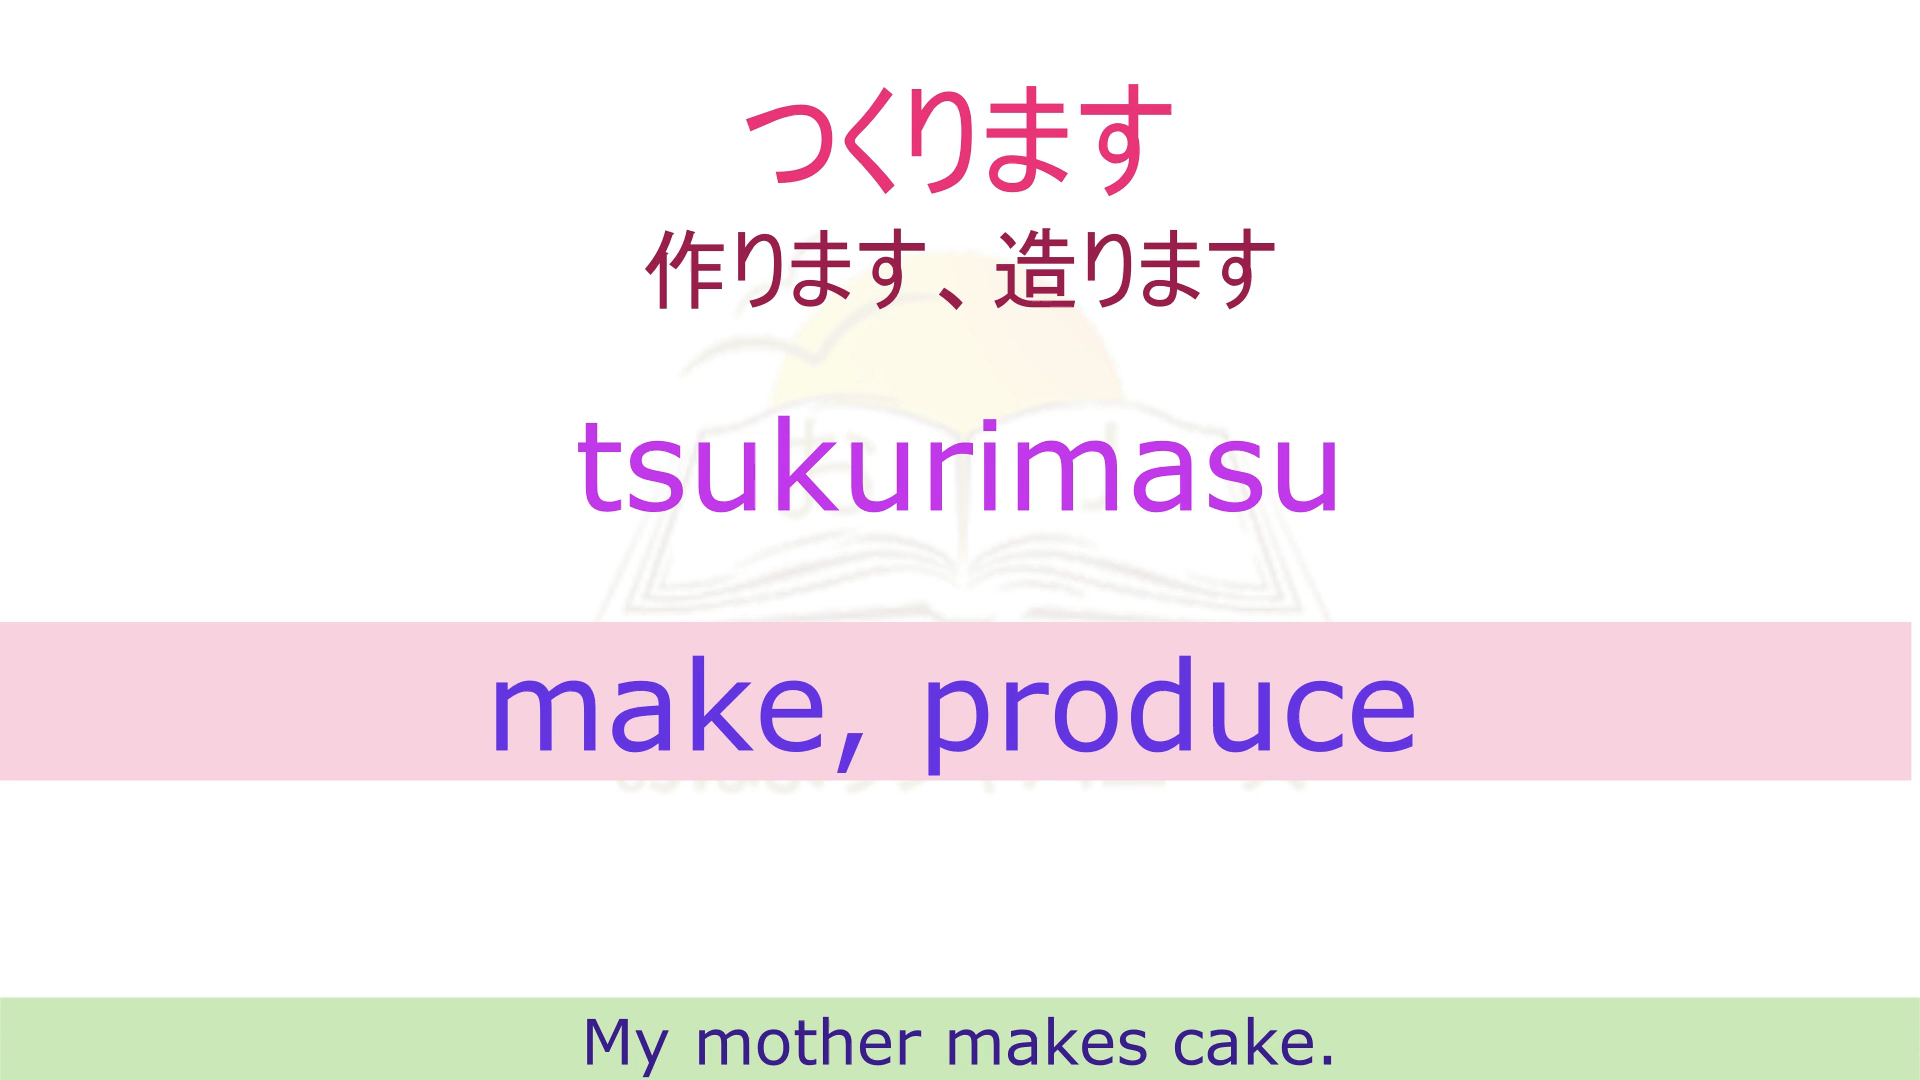 つくります
作ります、造ります
tsukurimasu
make, produce
My mother makes cake.